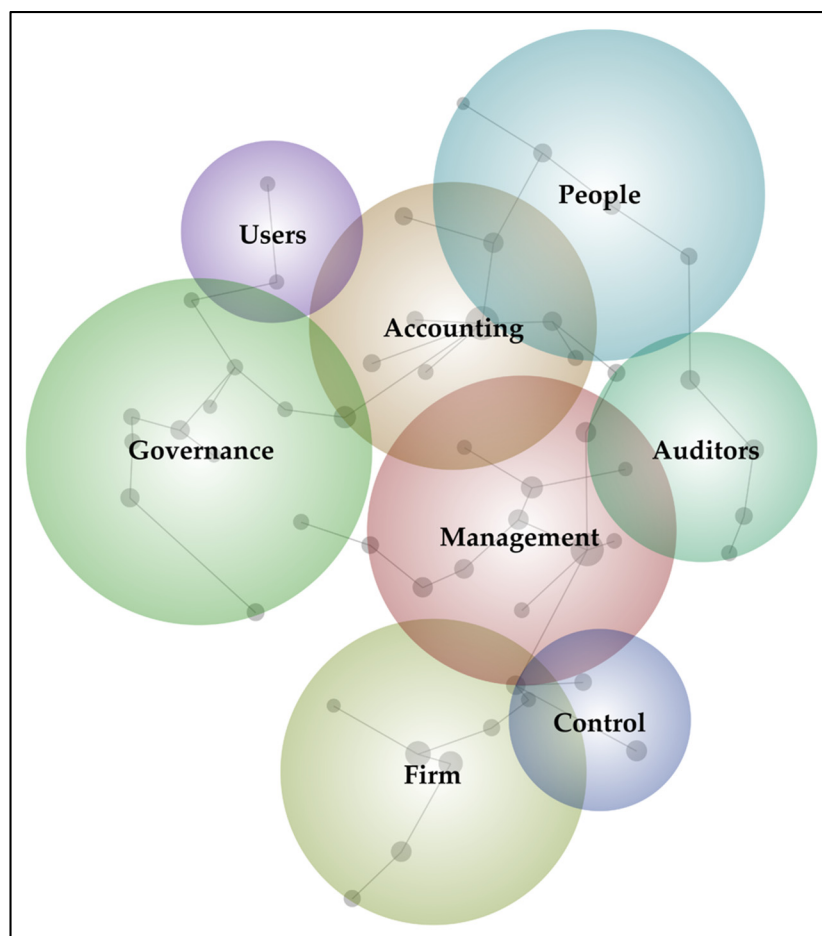 People
Users
Accounting
Governance
Auditors
Management
Control
Firm